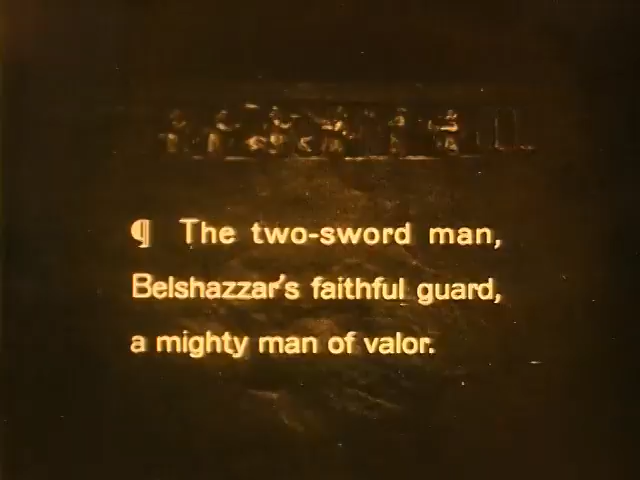 ¶ The two-sword man,
Belshazzar's faithful guard,
a mighty man of valor.